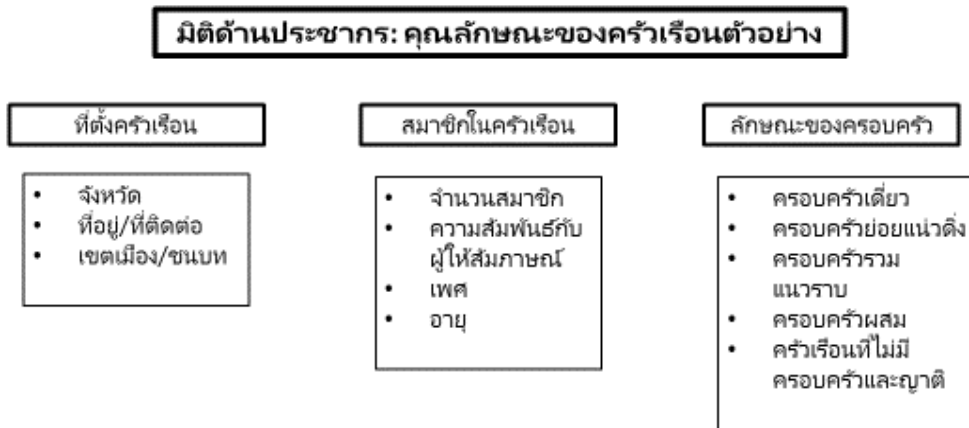 มิติด้านประชากร: คุณลักษณะของครัวเรือนตัวอย่าง
ที่ตั้งครัวเรือน
• จังหวัด
• ที่อยู่/ที่ติดต่อ
• เขตเมือง/ชนบท
สมาชิกในครัวเรือน
• จำนวนสมาชิก
• ความสัมพันธ์กับ
ผู้ให้สัมภาษณ์
• เพศ
• อายุ
ลักษณะของครอบครัว
• ครอบครัวเดี่ยว
• ครอบครัวย่อยแนวดิ่ง
• ครอบครัวรวม
แนวราบ
• ครอบครัวผสม
• ครัวเรือนที่ไม่มี
ครอบครัวและญาติ